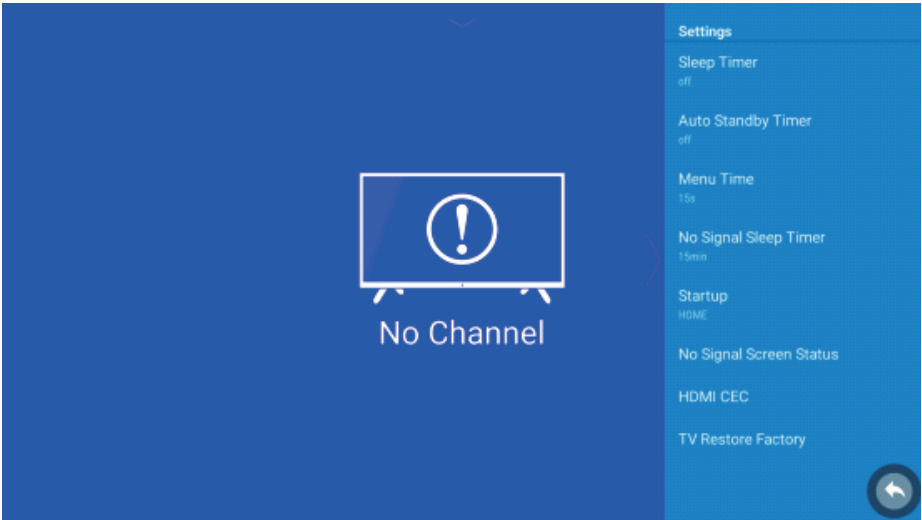 Settings
Sleep Timer
off
Auto Standby Timer
off
Menu Time
15s
No Signal Sleep Timer
15min
Startup
HOME
No Signal Screen Status
HDMI CEC
TV Restore Factory
No Channel